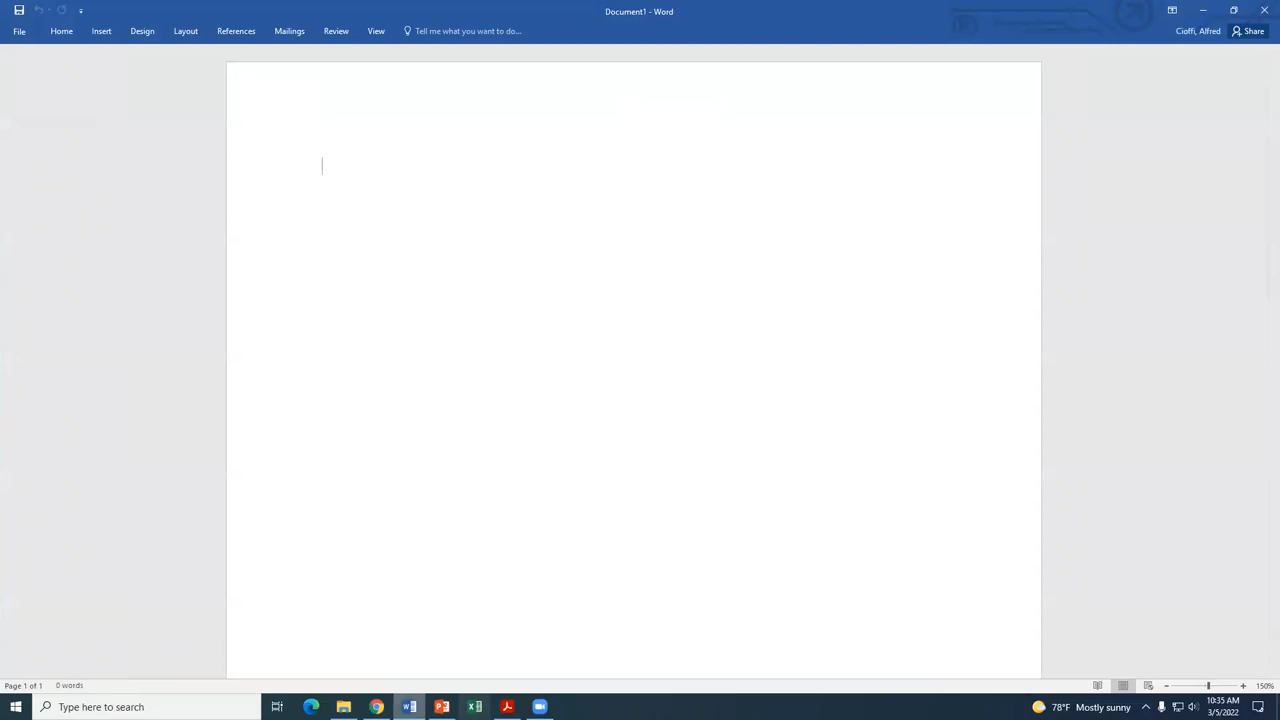 Document1 - Word
File Home Insert Design Layout References Mailings Review View Tell me what you want to do... Cioffi, Alfred Share
Page 1 of 1 0 words 150%
Type here to search 78°F Mostly sunny 10:35 AM
3/5/2022